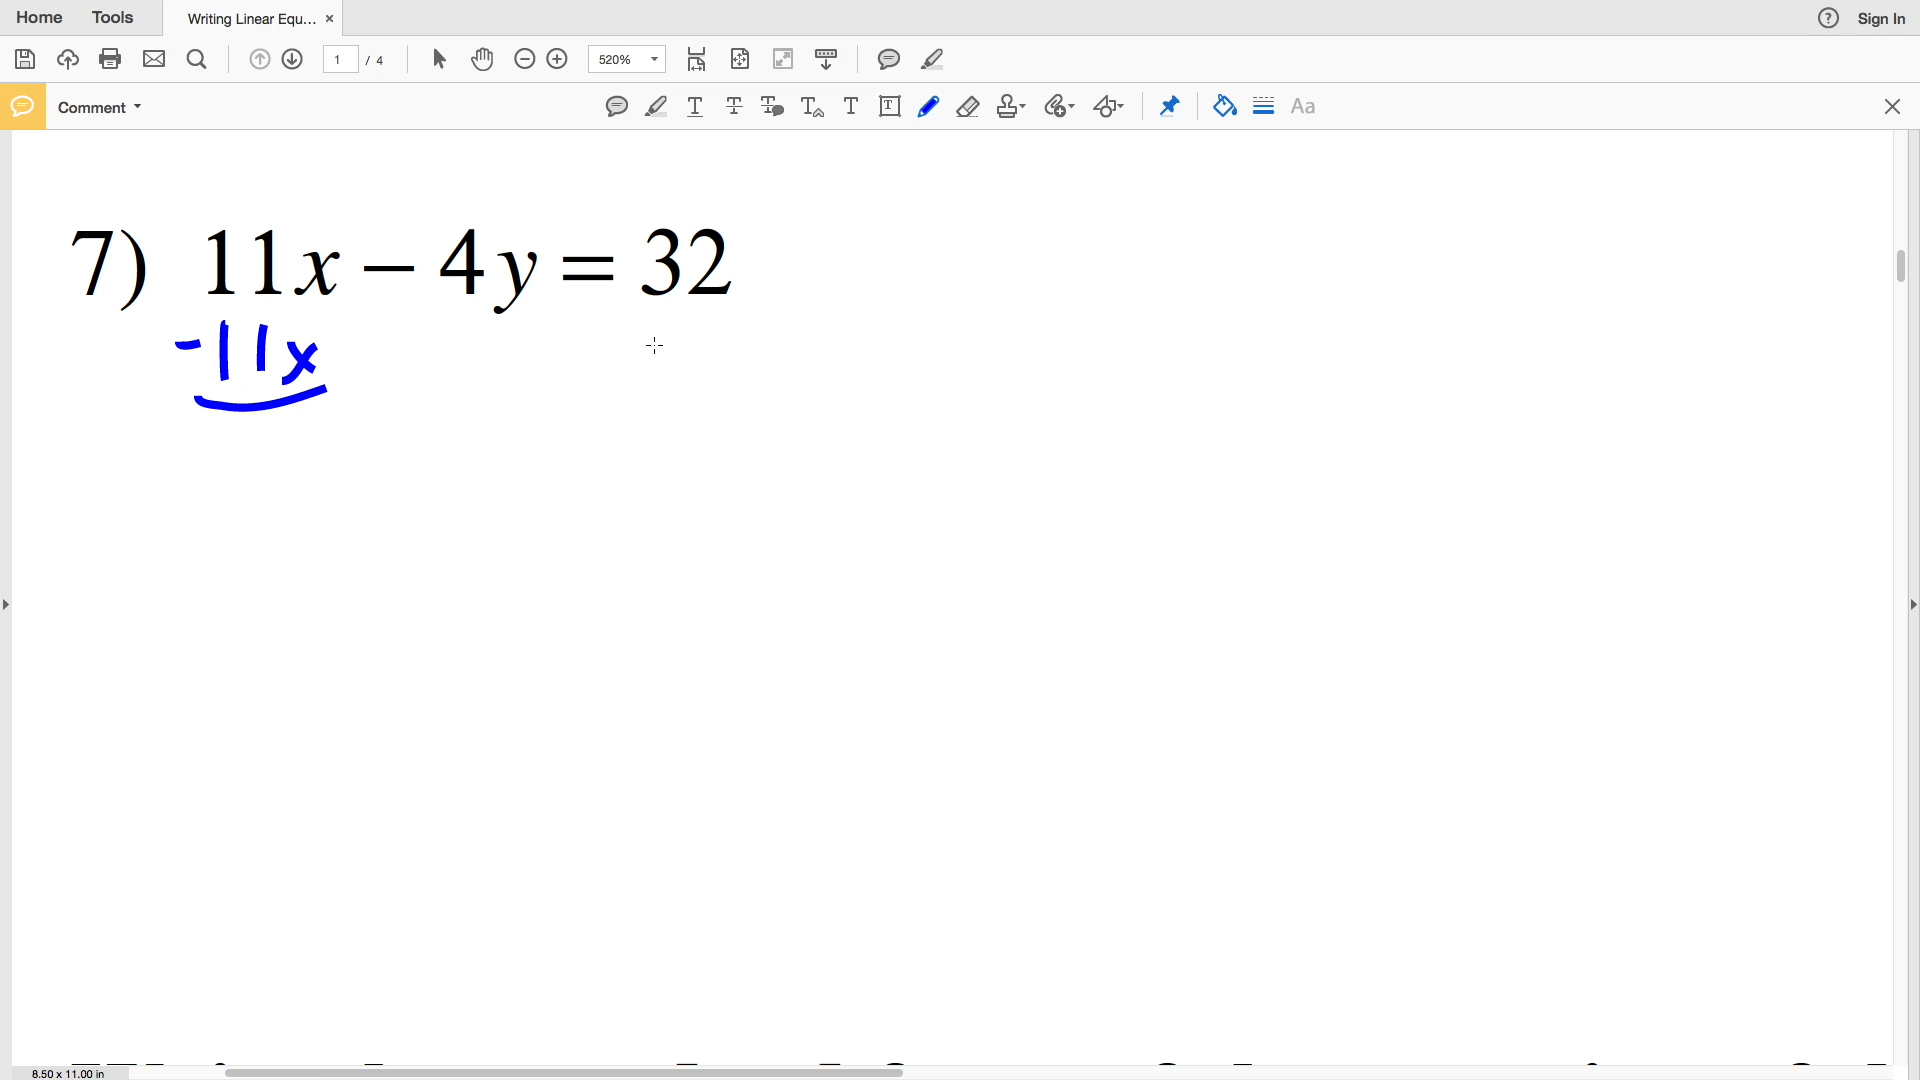 Home Tools Writing Linear Equ... × ? Sign In
1 / 4 520%
Comment T T T T T T Aa
7) 11x − 4y = 32
-11x
8.50 x 11.00 in